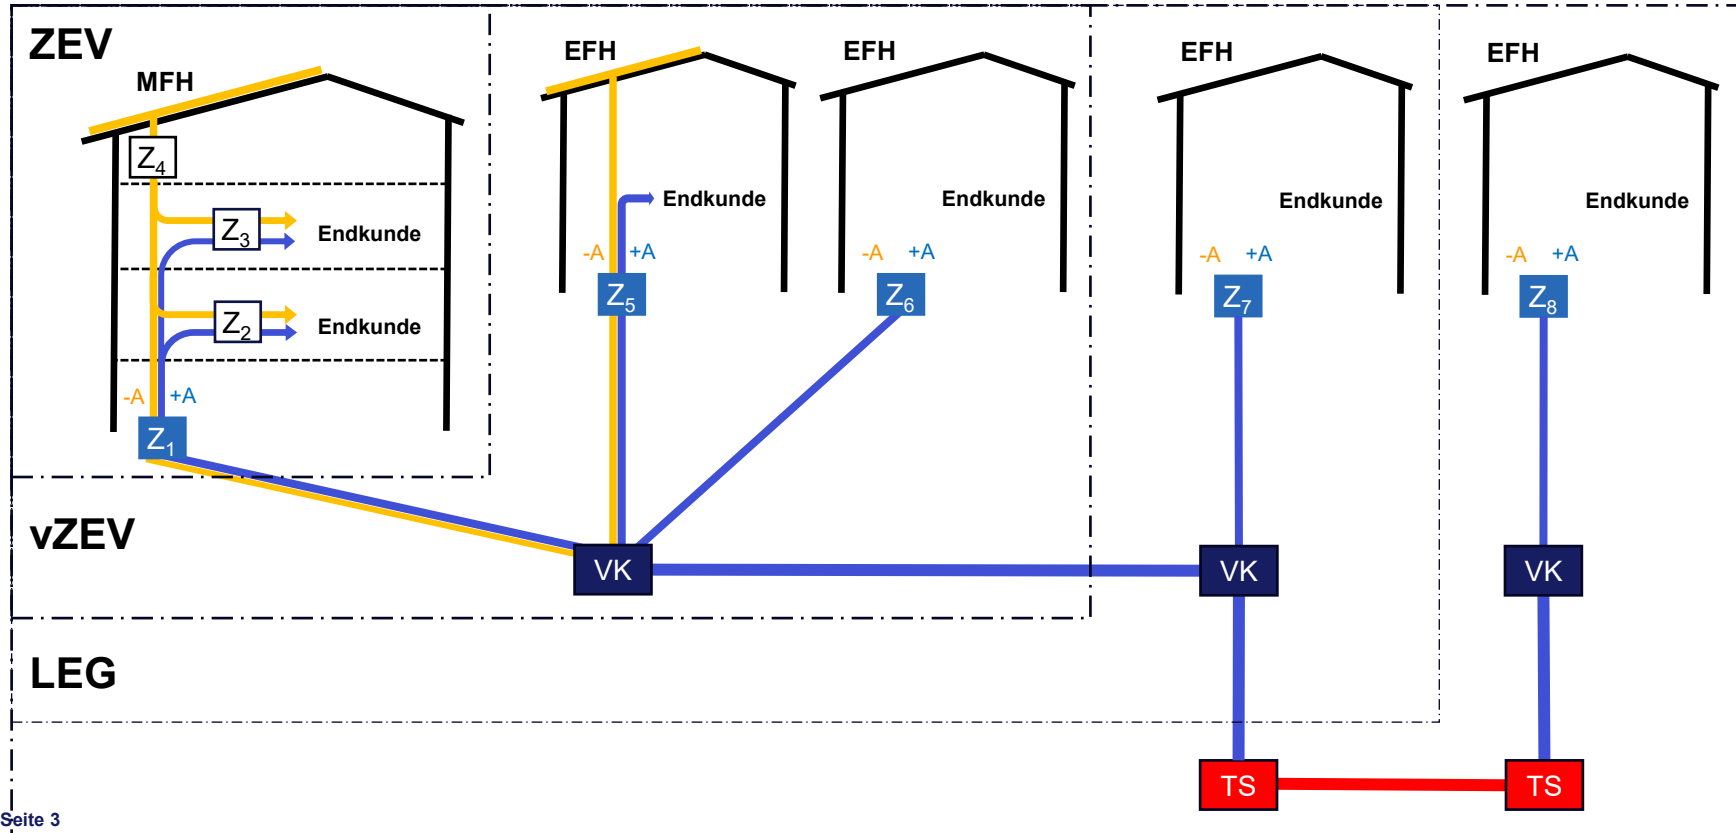 ZEV
MFH
EFH
EFH
EFH
EFH
Z4
Z3
Endkunde
Z2
Endkunde
-A +A
Z1
Endkunde
-A +A
Z5
Endkunde
-A +A
Z6
Endkunde
-A +A
Z7
Endkunde
-A +A
Z8
vZEV
VK
VK
VK
LEG
TS
TS
Seite 3